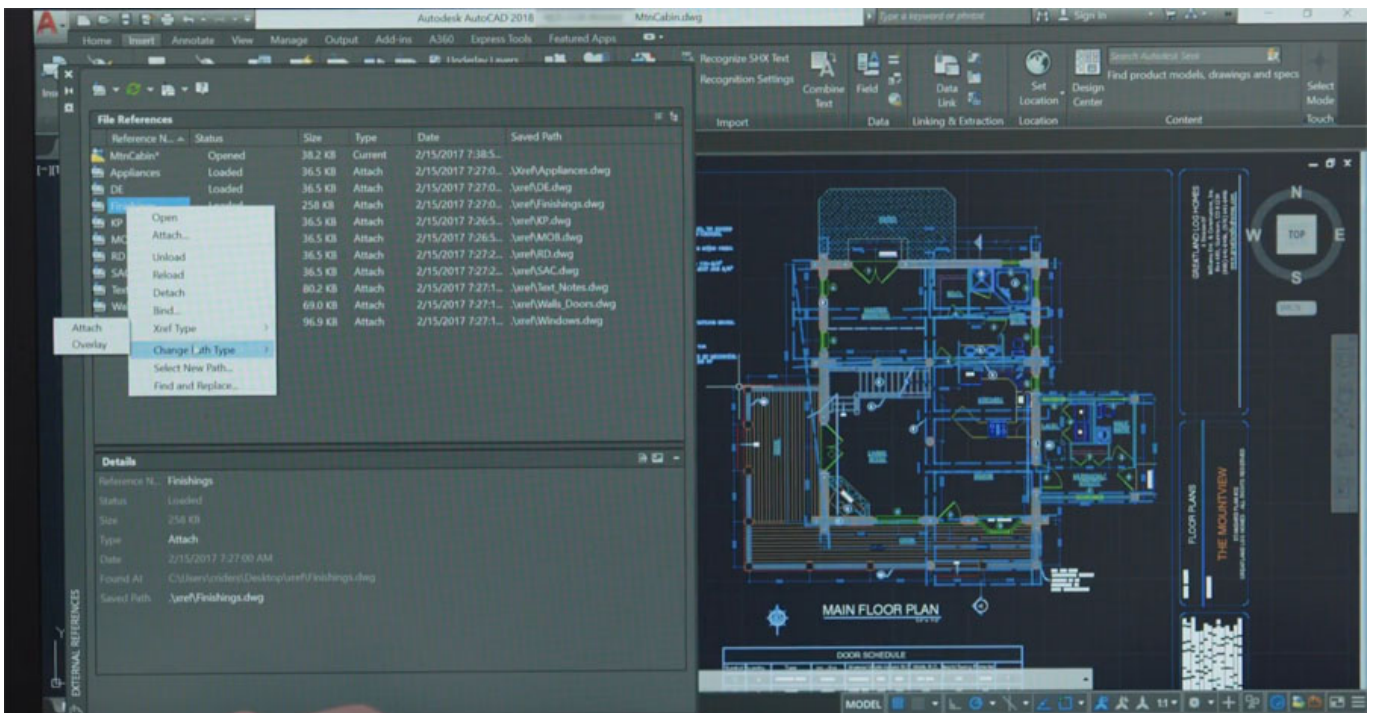 Autodesk AutoCAD 2018 MtnCabin.dwg Type a keyword or phrase Sign In
Home Insert Annotate View Manage Output Add-ins A360 Express Tools Featured Apps
Underlay Layers
Recognize SHX Text
Recognition Settings
Combine Text
Field
Data Link
Set Location
Design Center
Search Autodesk Seek
Find product models, drawings and specs
Select Mode
Import Data Linking & Extraction Location Content Touch
File References
Reference N... Status Size Type Date Saved Path
MtnCabin* Opened 38.2 KB Current 2/15/2017 7:38:5...
Appliances Loaded 36.5 KB Attach 2/15/2017 7:27:0... .\Xref\Appliances.dwg
DE Loaded 36.5 KB Attach 2/15/2017 7:27:0... .\xref\DE.dwg
Finishings Loaded 258 KB Attach 2/15/2017 7:27:0... .\xref\Finishings.dwg
KP 36.5 KB Attach 2/15/2017 7:26:5... .\xref\KP.dwg
MO 36.5 KB Attach 2/15/2017 7:26:5... .\xref\MOB.dwg
RD 36.5 KB Attach 2/15/2017 7:27:2... .\xref\RD.dwg
SAC 36.5 KB Attach 2/15/2017 7:27:2... .\xref\SAC.dwg
Tex 80.2 KB Attach 2/15/2017 7:27:1... .\xref\Text_Notes.dwg
69.0 KB Attach 2/15/2017 7:27:1... .\xref\Walls_Doors.dwg
96.9 KB Attach 2/15/2017 7:27:1... .\xref\Windows.dwg
Open
Attach...
Unload
Reload
Detach
Bind...
Xref Type
Change Path Type
Select New Path...
Find and Replace...
Attach
Overlay
Details
Reference N... Finishings
Status Loaded
Size 258 KB
Type Attach
Date 2/15/2017 7:27:00 AM
Found At C:\Users\criders\Desktop\xref\Finishings.dwg
Saved Path .\xref\Finishings.dwg
EXTERNAL REFERENCES
N
W TOP E
S
GREATLAND LOG HOMES
FLOOR PLANS
THE MOUNTVIEW
MAIN FLOOR PLAN
DOOR SCHEDULE
MODEL 1:1
Y